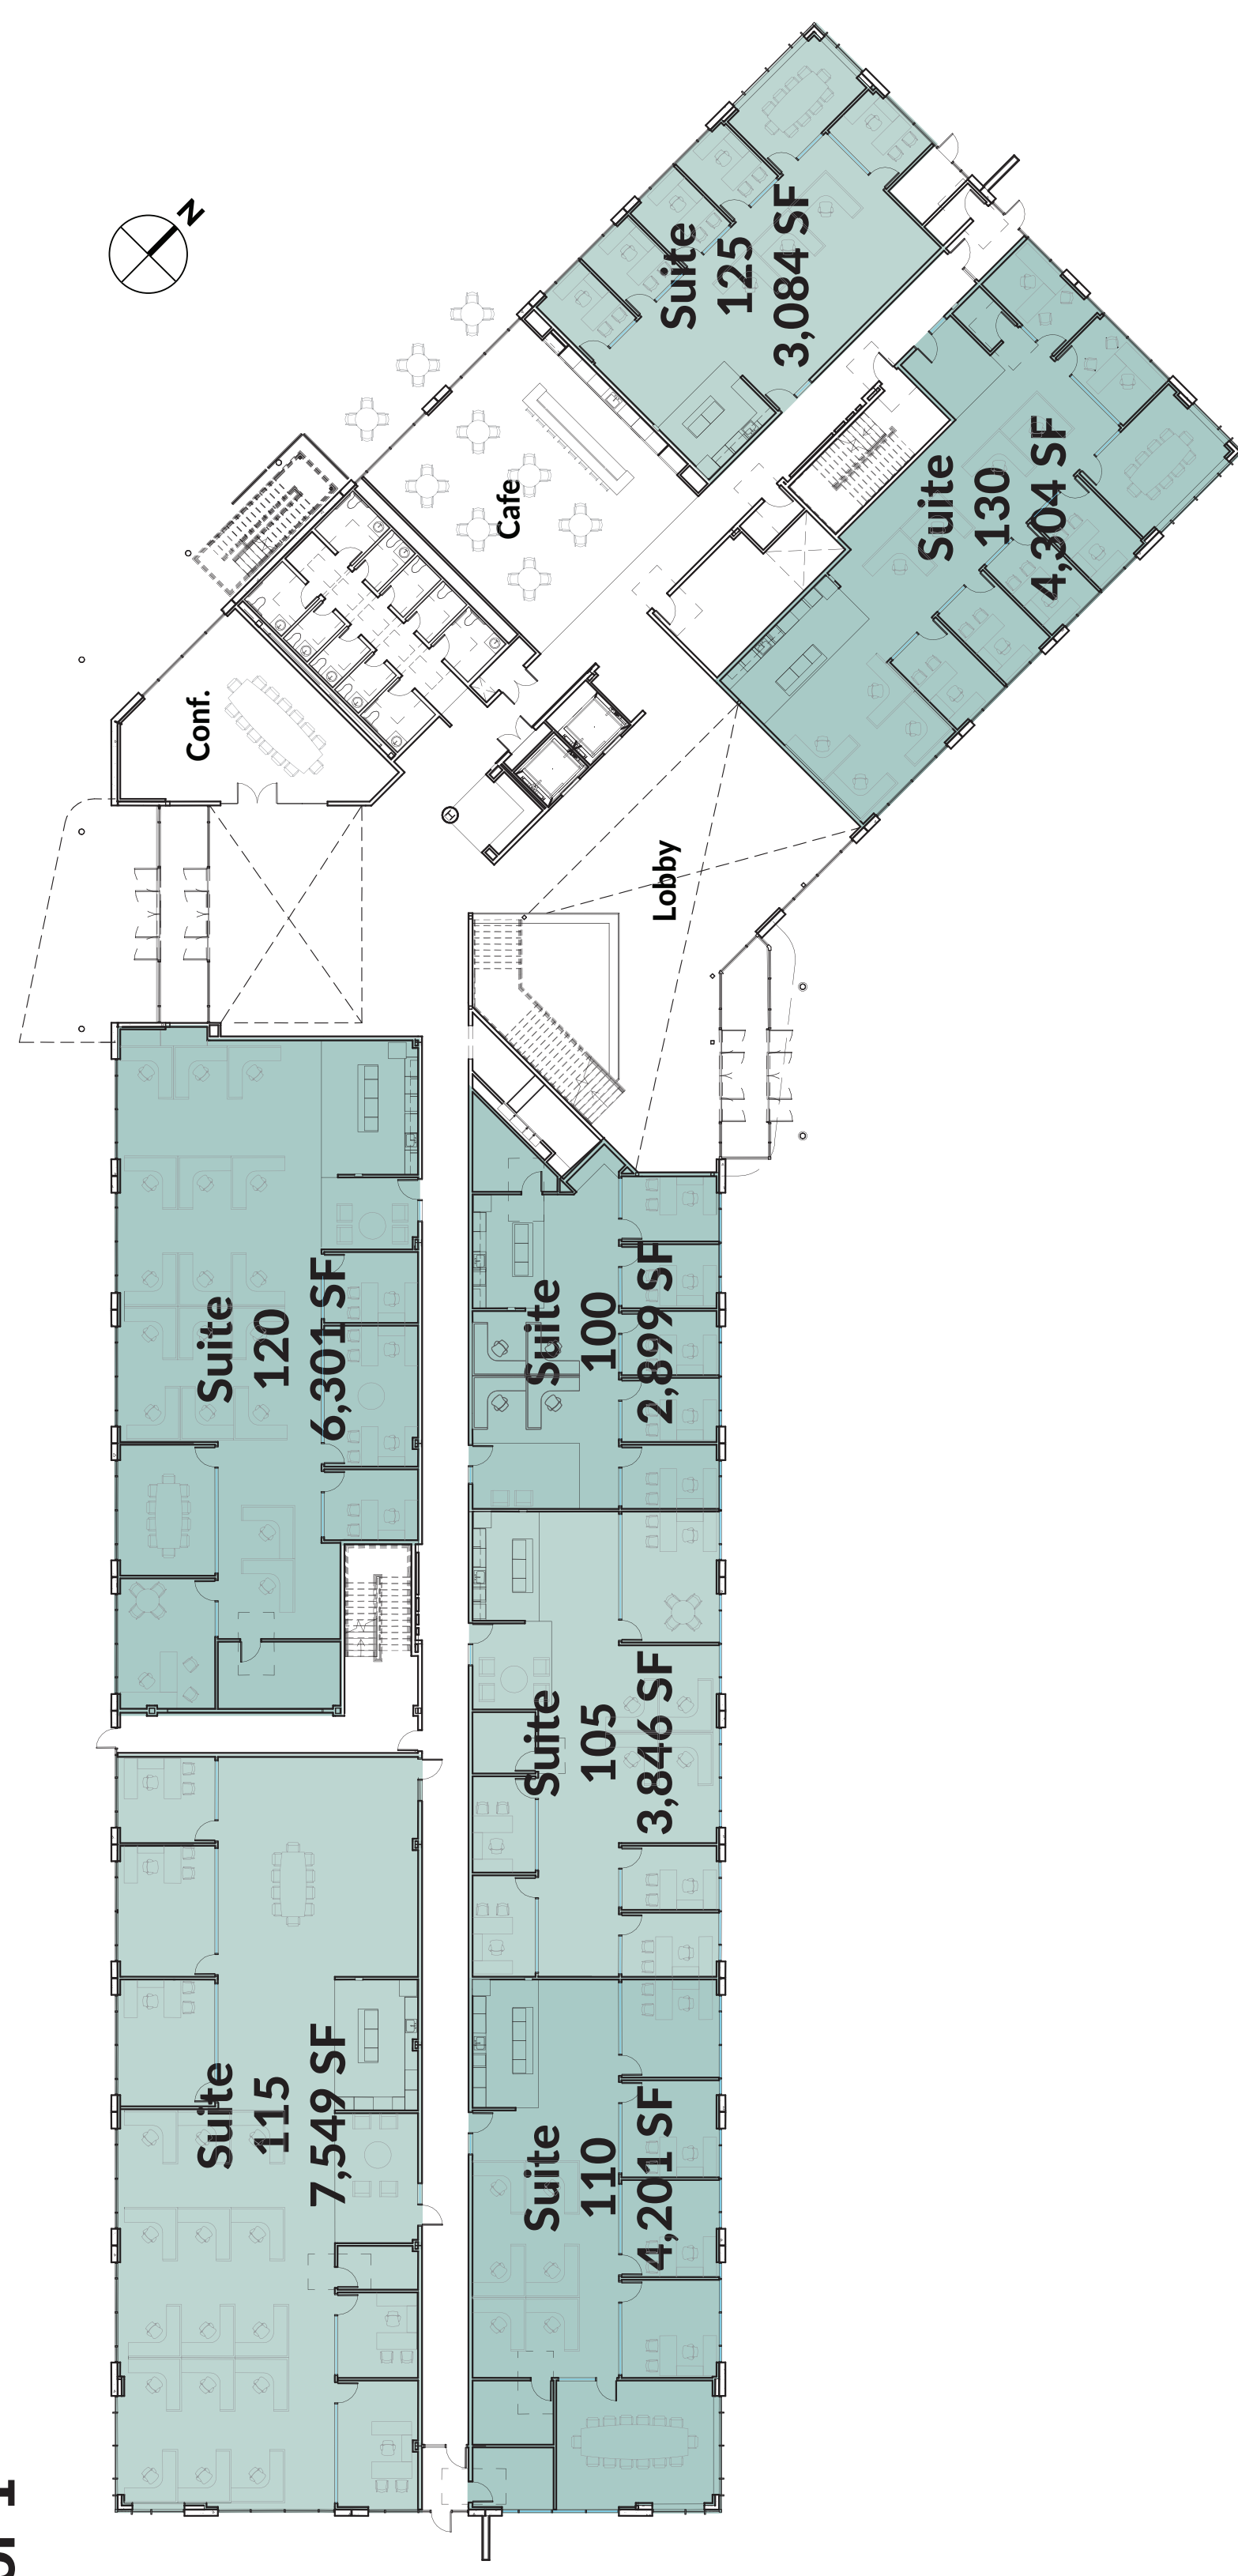 N
Suite
125
3,084 SF
Suite
130
4,304 SF
Cafe
Conf.
Lobby
Suite
120
6,301 SF
Suite
100
2,899 SF
Suite
105
3,846 SF
Suite
115
7,549 SF
Suite
110
4,201 SF
H
1